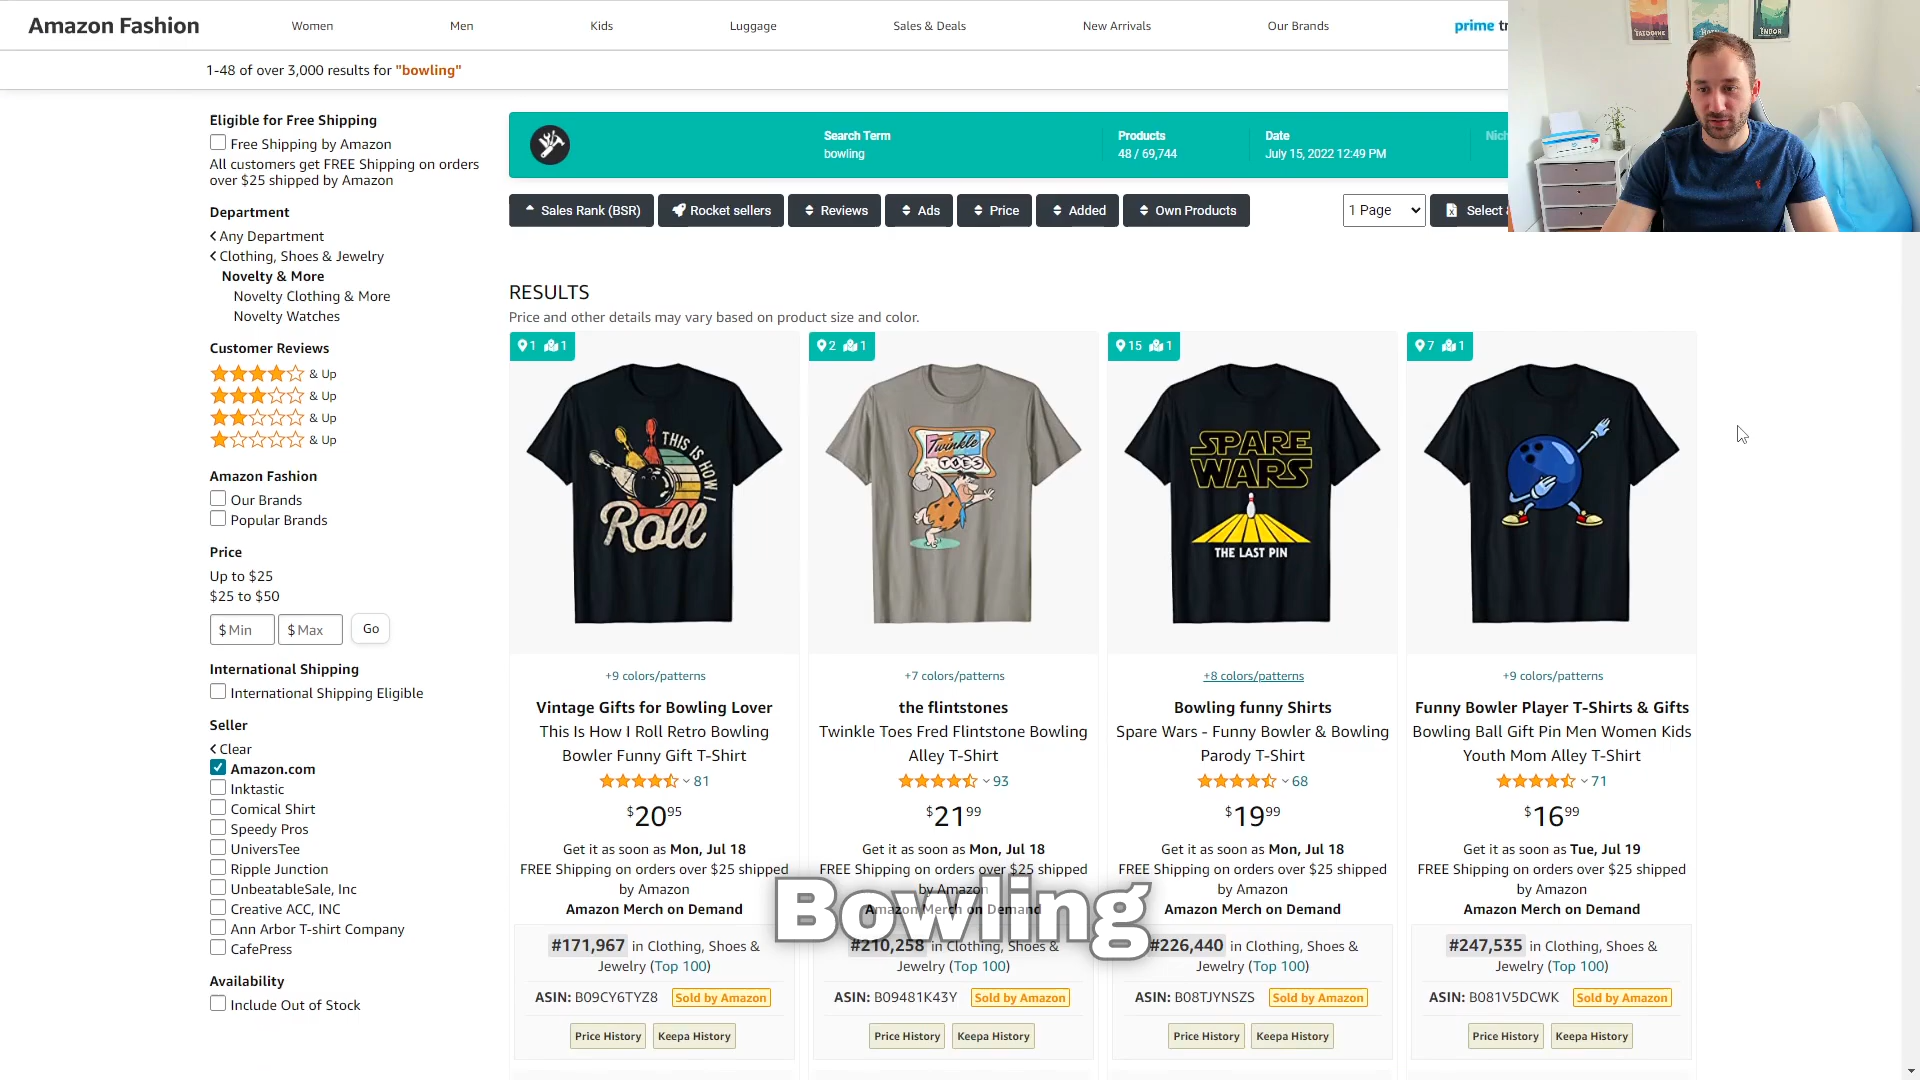 Amazon Fashion
Women
Men
Kids
Luggage
Sales & Deals
New Arrivals
Our Brands
prime
TATOOINE
ENDOR
1-48 of over 3,000 results for "bowling"
Eligible for Free Shipping
Free Shipping by Amazon
All customers get FREE Shipping on orders
over $25 shipped by Amazon
Department
Any Department
Clothing, Shoes & Jewelry
Novelty & More
Novelty Clothing & More
Novelty Watches
Customer Reviews
& Up
& Up
& Up
& Up
Amazon Fashion
Our Brands
Popular Brands
Price
Up to $25
$25 to $50
$ Min
$ Max
Go
International Shipping
International Shipping Eligible
Seller
Clear
Amazon.com
Inktastic
Comical Shirt
Speedy Pros
UniversTee
Ripple Junction
UnbeatableSale, Inc
Creative ACC, INC
Ann Arbor T-shirt Company
CafePress
Availability
Include Out of Stock
Search Term
bowling
Products
48 / 69,744
Date
July 15, 2022 12:49 PM
Nich
Sales Rank (BSR)
Rocket sellers
Reviews
Ads
Price
Added
Own Products
1 Page
Select
RESULTS
Price and other details may vary based on product size and color.
1 1
THIS IS HOW I
Roll
+9 colors/patterns
Vintage Gifts for Bowling Lover
This Is How I Roll Retro Bowling
Bowler Funny Gift T-Shirt
81
$20.95
Get it as soon as Mon, Jul 18
FREE Shipping on orders over $25 shipped
by Amazon
Amazon Merch on Demand
#171,967 in Clothing, Shoes &
Jewelry (Top 100)
ASIN: B09CY6TYZ8 Sold by Amazon
Price History Keepa History
2 1
Twinkle
TOES
+7 colors/patterns
the flintstones
Twinkle Toes Fred Flintstone Bowling
Alley T-Shirt
93
$21.99
Get it as soon as Mon, Jul 18
FREE Shipping on orders over $25 shipped
by Amazon
Amazon Merch on Demand
#210,258 in Clothing, Shoes &
Jewelry (Top 100)
ASIN: B09481K43Y Sold by Amazon
Price History Keepa History
15 1
SPARE
WARS
THE LAST PIN
+8 colors/patterns
Bowling funny Shirts
Spare Wars - Funny Bowler & Bowling
Parody T-Shirt
68
$19.99
Get it as soon as Mon, Jul 18
FREE Shipping on orders over $25 shipped
by Amazon
Amazon Merch on Demand
#226,440 in Clothing, Shoes &
Jewelry (Top 100)
ASIN: B08TJYNSZS Sold by Amazon
Price History Keepa History
7 1
+9 colors/patterns
Funny Bowler Player T-Shirts & Gifts
Bowling Ball Gift Pin Men Women Kids
Youth Mom Alley T-Shirt
71
$16.99
Get it as soon as Tue, Jul 19
FREE Shipping on orders over $25 shipped
by Amazon
Amazon Merch on Demand
#247,535 in Clothing, Shoes &
Jewelry (Top 100)
ASIN: B081V5DCWK Sold by Amazon
Price History Keepa History
Bowling